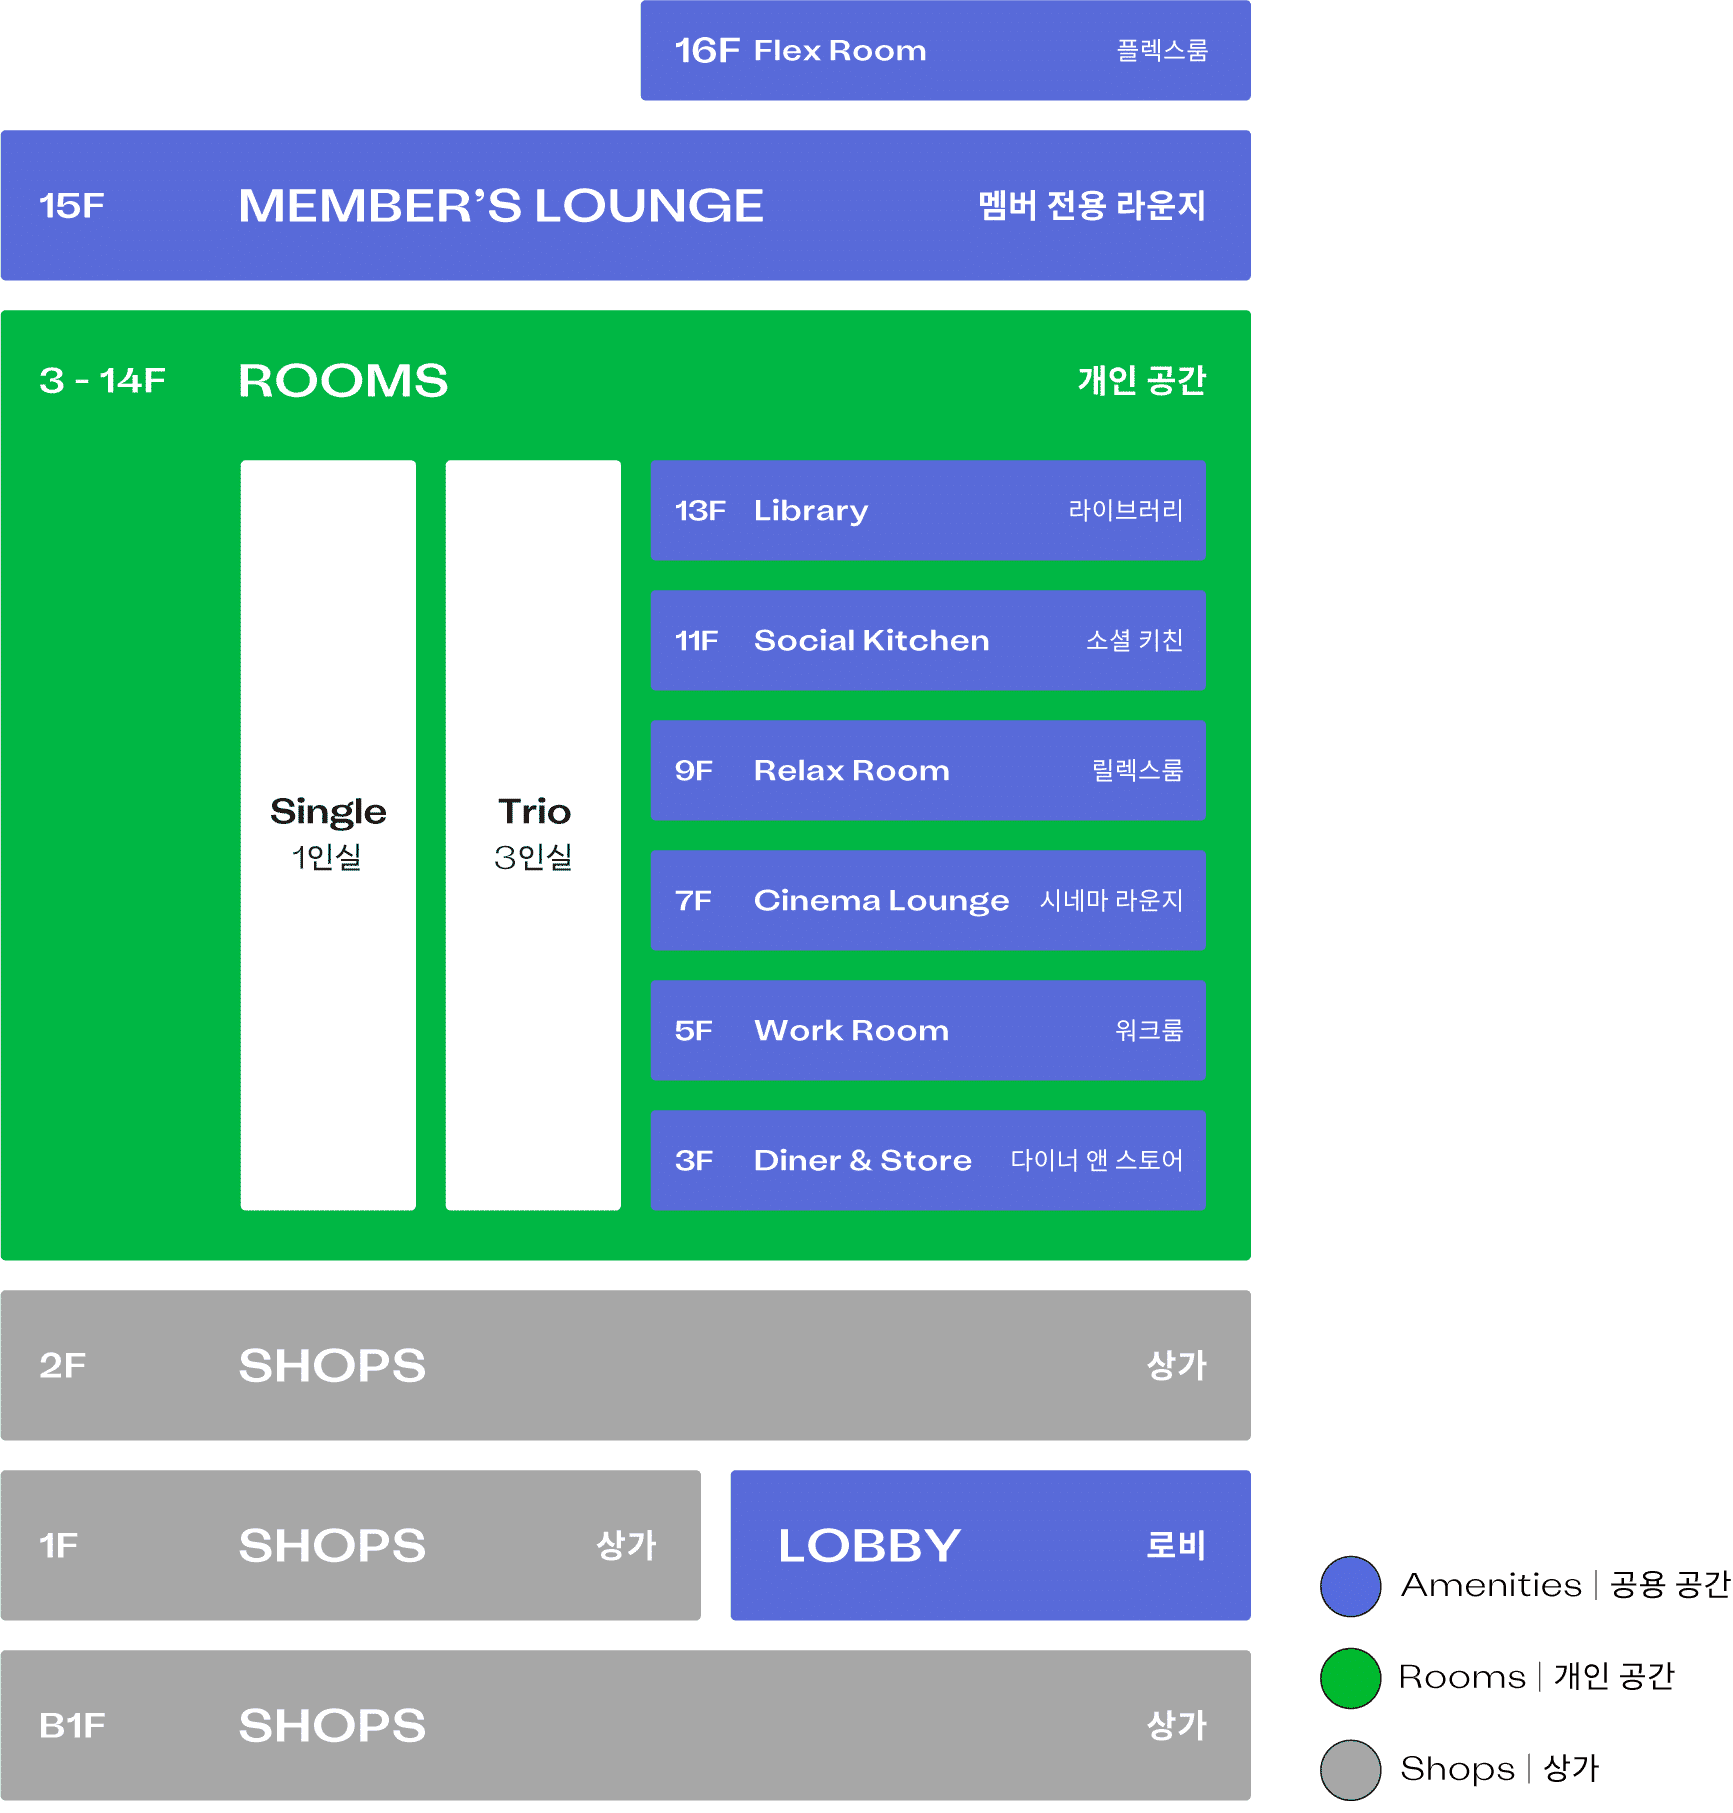 16F Flex Room 플렉스룸
15F MEMBER’S LOUNGE 멤버 전용 라운지
3 - 14F ROOMS 개인 공간
Single
1인실
Trio
3인실
13F Library 라이브러리
11F Social Kitchen 소셜 키친
9F Relax Room 릴렉스룸
7F Cinema Lounge 시네마 라운지
5F Work Room 워크룸
3F Diner & Store 다이너 앤 스토어
2F SHOPS 상가
1F SHOPS 상가
LOBBY 로비
B1F SHOPS 상가
Amenities | 공용 공간
Rooms | 개인 공간
Shops | 상가